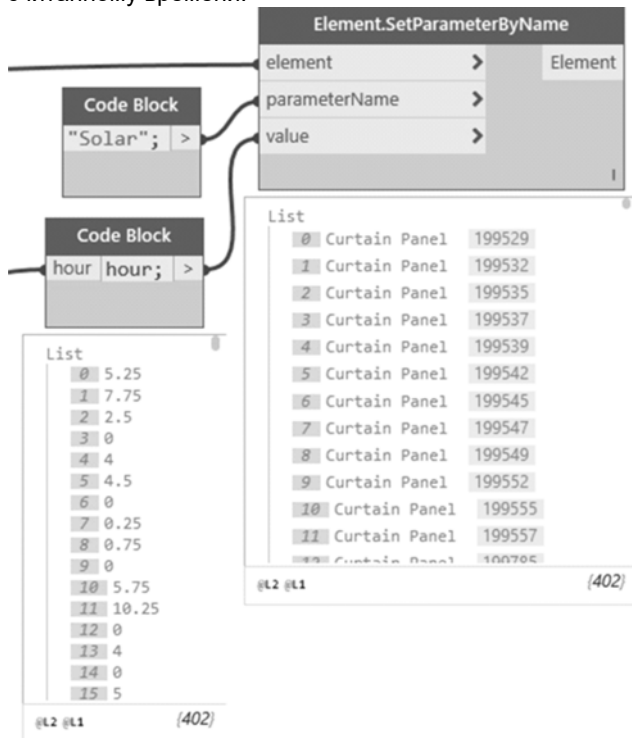 Element.SetParameterByName
element > Element
parameterName >
value >
Code Block
"Solar"; >
Code Block
hour hour; >
List
0 5.25
1 7.75
2 2.5
3 0
4 4
5 4.5
6 0
7 0.25
8 0.75
9 0
10 5.75
11 10.25
12 0
13 4
14 0
15 5
@L2 @L1 {402}
List
0 Curtain Panel 199529
1 Curtain Panel 199532
2 Curtain Panel 199535
3 Curtain Panel 199537
4 Curtain Panel 199539
5 Curtain Panel 199542
6 Curtain Panel 199545
7 Curtain Panel 199547
8 Curtain Panel 199549
9 Curtain Panel 199552
10 Curtain Panel 199555
11 Curtain Panel 199557
12 Curtain Panel 199785
@L2 @L1 {402}